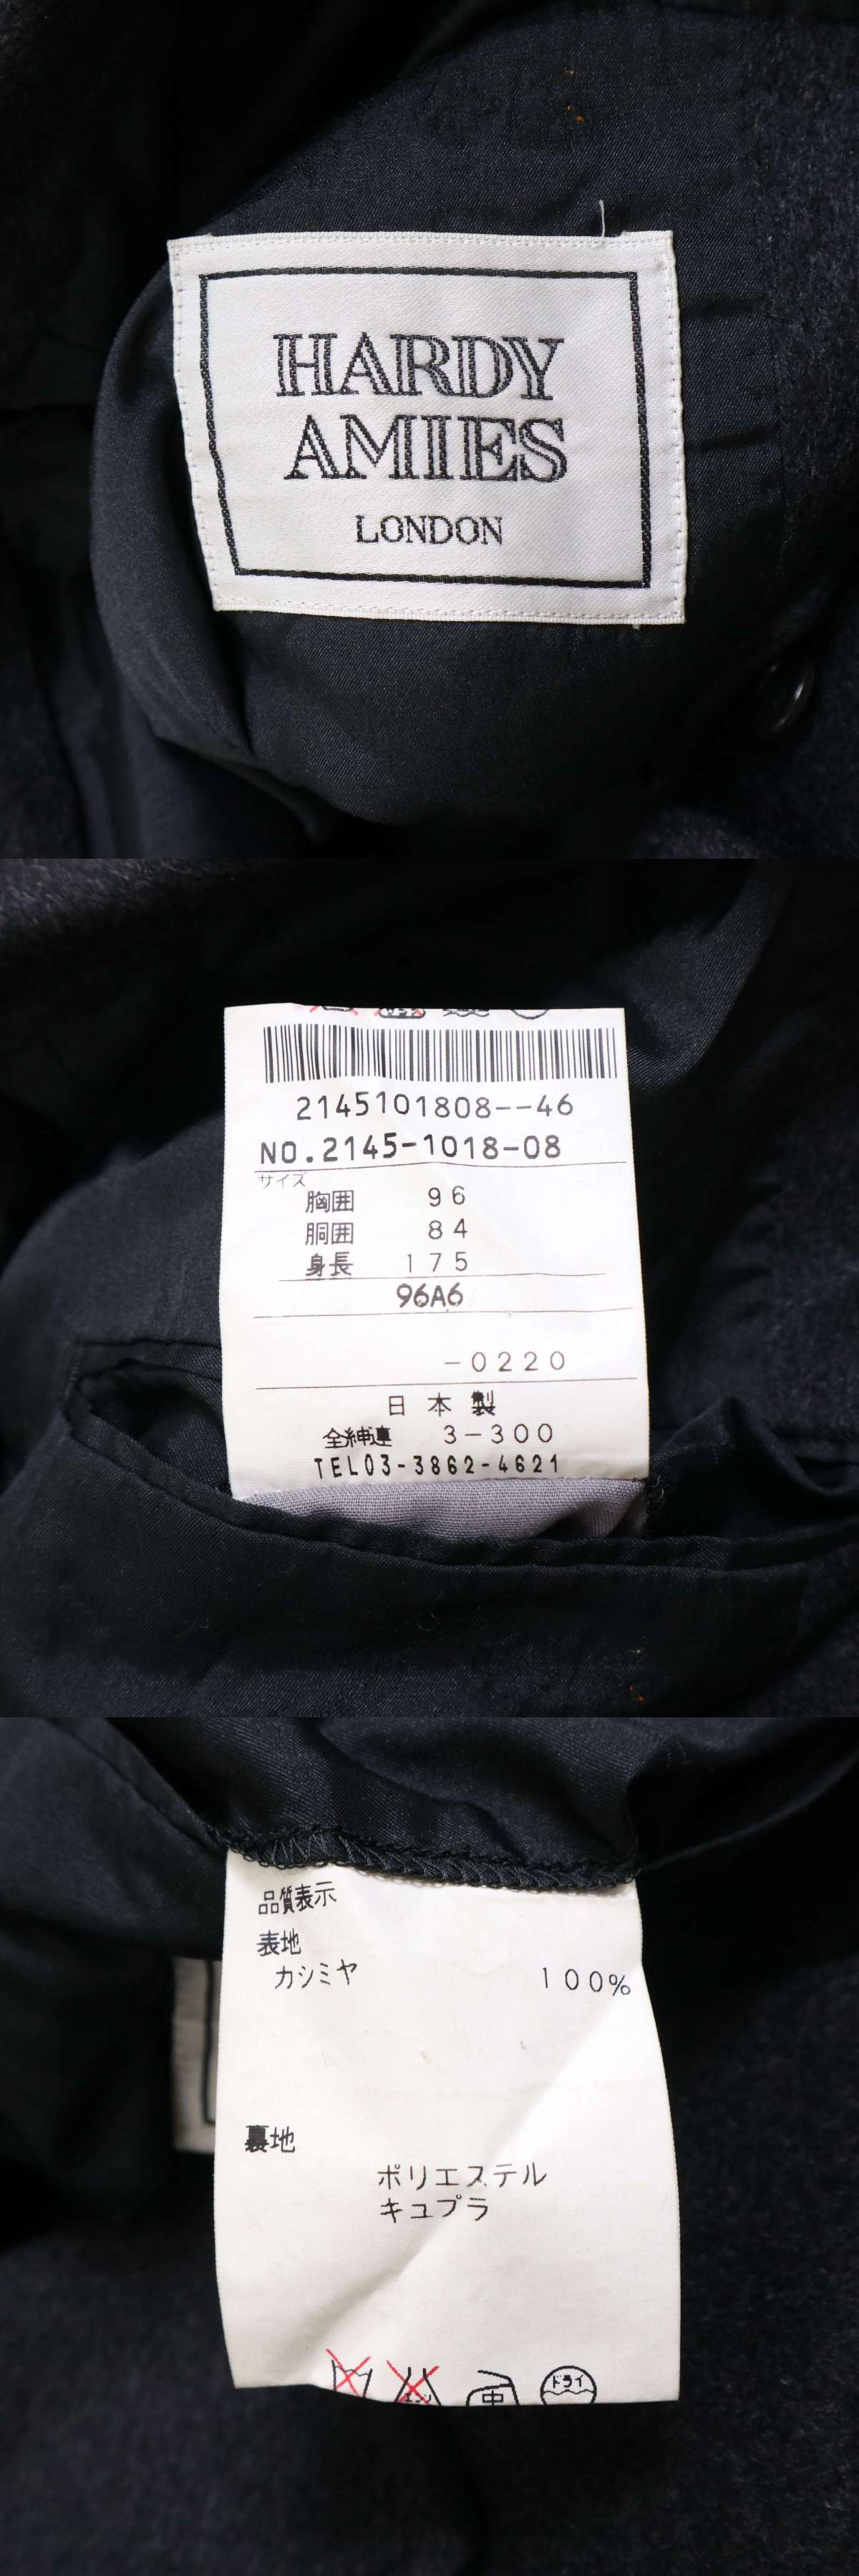 HARDY
AMIES
LONDON
2145101808--46
NO.2145-1018-08
サイズ
胸囲 96
胴囲 84
身長 175
96A6
-0220
日本製
全紳連 3-300
TEL03-3862-4621
品質表示
表地
カシミヤ 100%
裏地
ポリエステル
キュプラ
中 ドライ